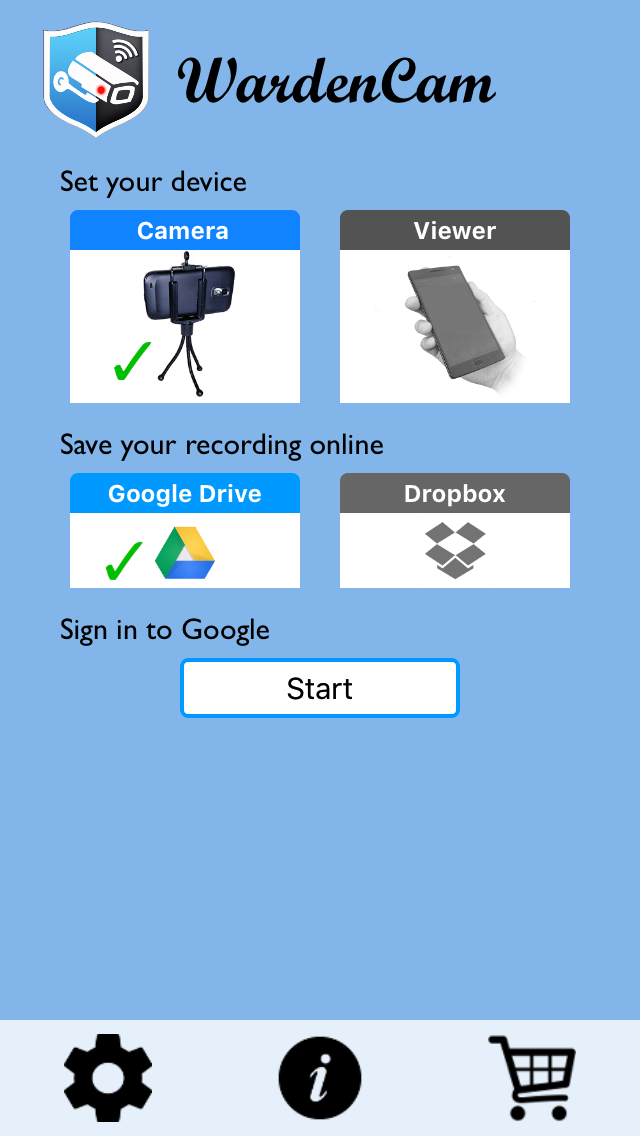 WardenCam
Set your device
Camera
Viewer
Save your recording online
Google Drive
Dropbox
Sign in to Google
Start
i